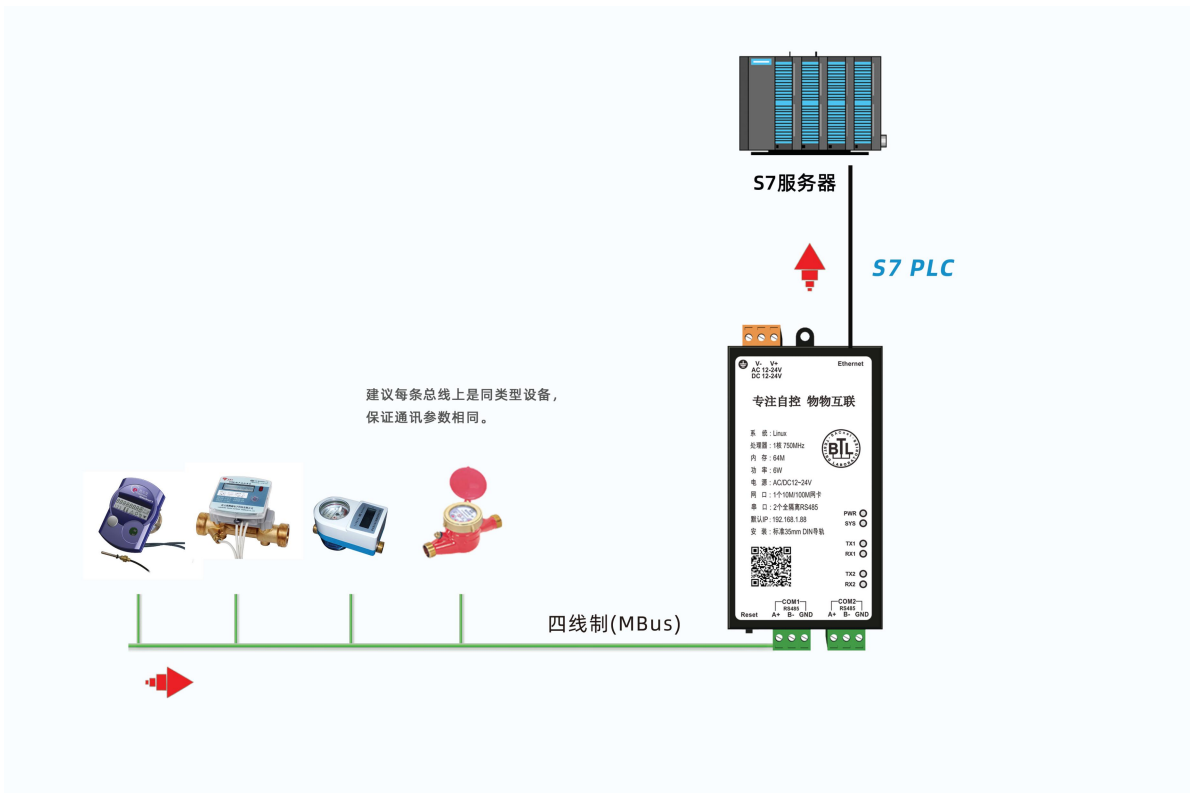 S7服务器
S7 PLC
V- V+
AC 12-24V
DC 12-24V
Ethernet
专注自控 物物互联
建议每条总线上是同类型设备，
保证通讯参数相同。
系 统：Linux
处理器：1核 750MHz
内 存：64M
功 率：6W
电 源：AC/DC12~24V
网 口：1个10M/100M网卡
串 口：2个全隔离RS485
默认IP：192.168.1.88
安 装：标准35mm DIN导轨
BTL
PWR
SYS
TX1
RX1
TX2
RX2
COM1
RS485
COM2
RS485
Reset
A+ B- GND
A+ B- GND
四线制(MBus)